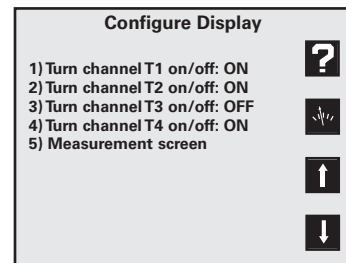 Configure Display
1) Turn channel T1 on/off: ON
2) Turn channel T2 on/off: ON
3) Turn channel T3 on/off: OFF
4) Turn channel T4 on/off: ON
5) Measurement screen
?